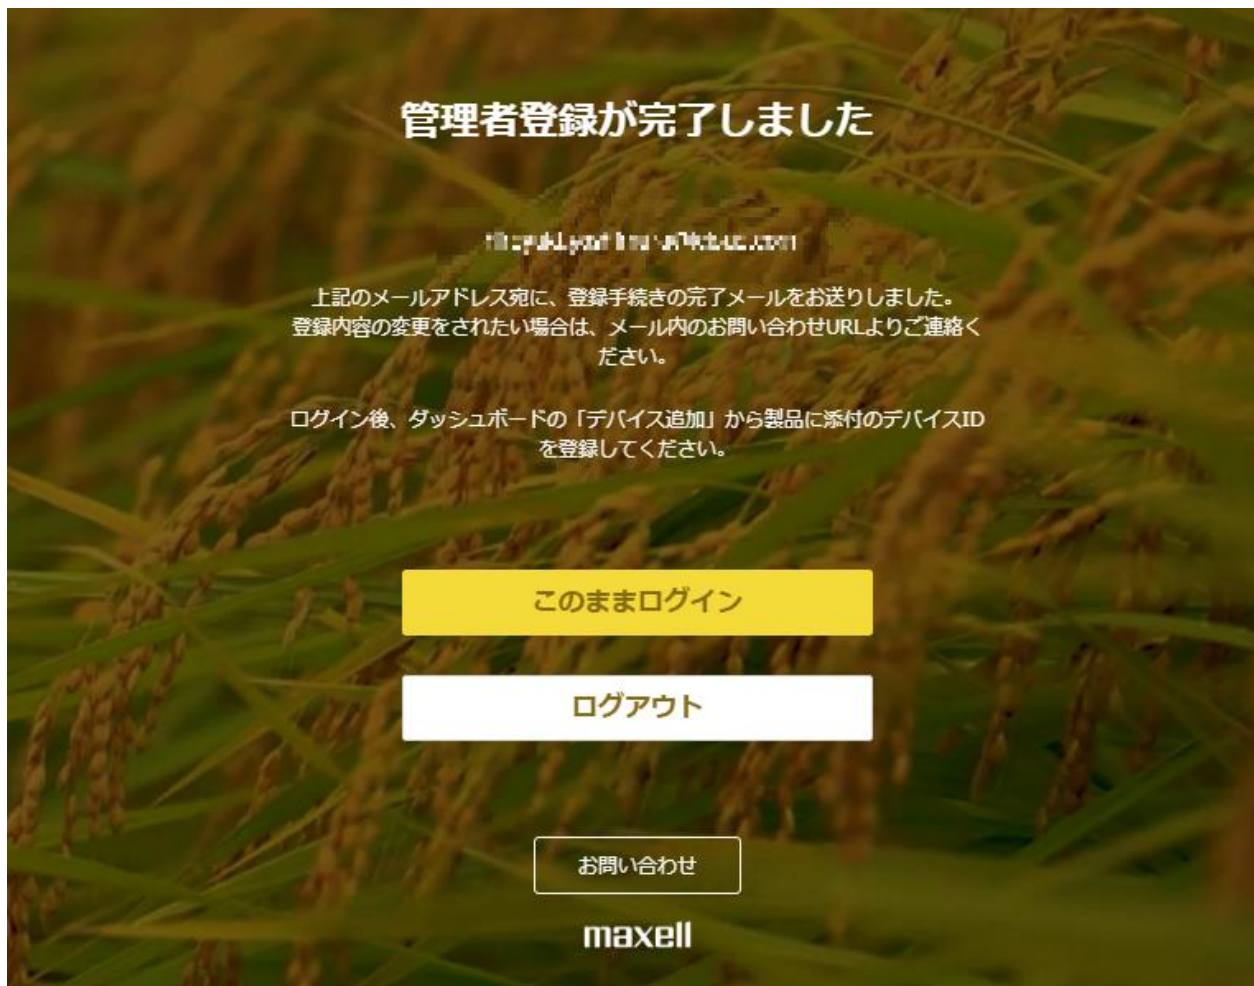 管理者登録が完了しました
上記のメールアドレス宛に、登録手続きの完了メールをお送りしました。
登録内容の変更をされたい場合は、メール内のお問い合わせURLよりご連絡く
ださい。
ログイン後、ダッシュボードの「デバイス追加」から製品に添付のデバイスID
を登録してください。
このままログイン
ログアウト
お問い合わせ
maxell